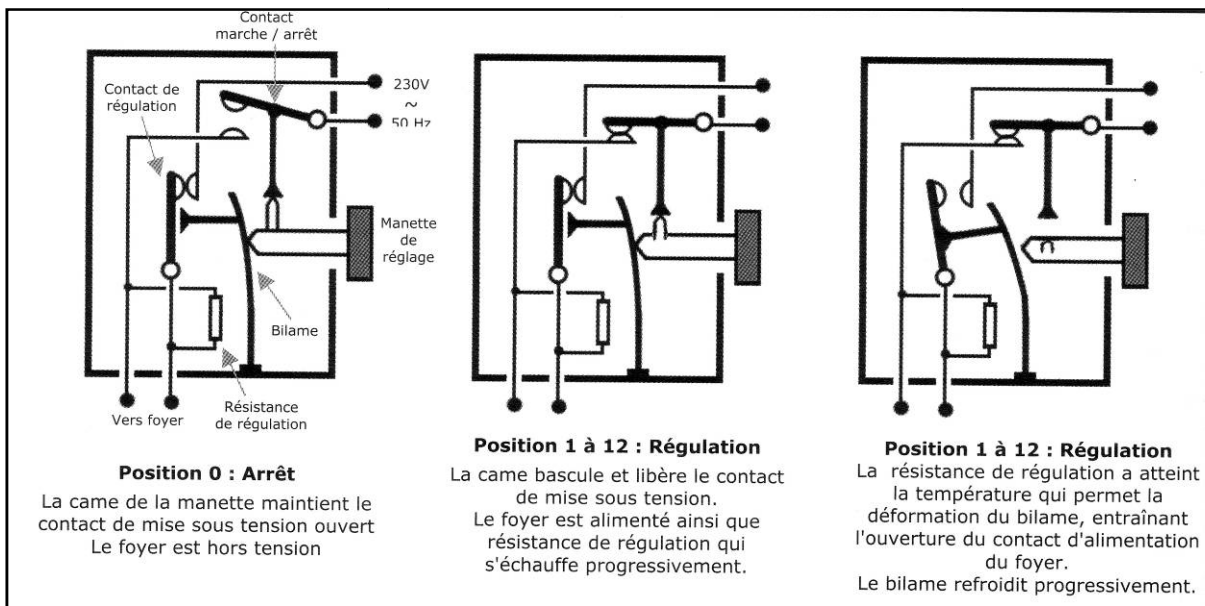 Contact
marche / arrêt
Contact de
régulation
230V
~
50 Hz
Manette
de
réglage
Bilame
Vers foyer
Résistance
de régulation
Position 0 : Arrêt
La came de la manette maintient le
contact de mise sous tension ouvert
Le foyer est hors tension
Position 1 à 12 : Régulation
La came bascule et libère le contact
de mise sous tension.
Le foyer est alimenté ainsi que
résistance de régulation qui
s'échauffe progressivement.
Position 1 à 12 : Régulation
La résistance de régulation a atteint
la température qui permet la
déformation du bilame, entraînant
l'ouverture du contact d'alimentation
du foyer.
Le bilame refroidit progressivement.